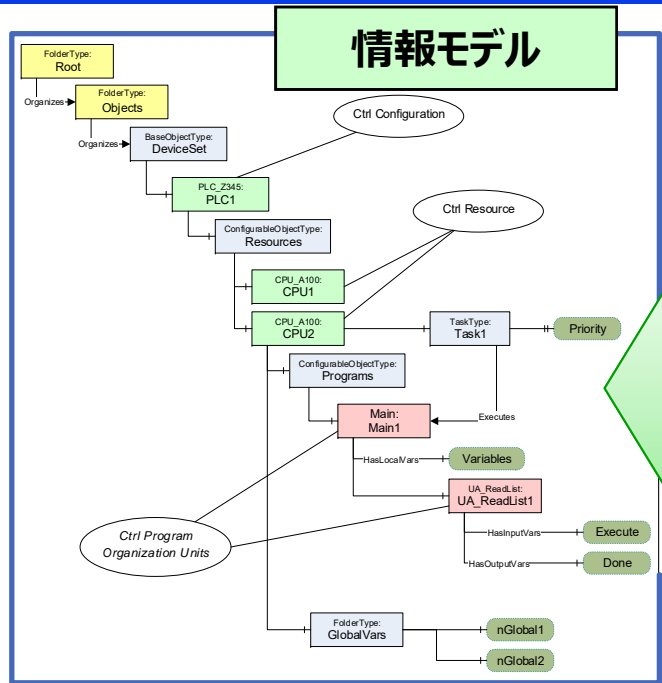 情報モデル
FolderType:
Root
Organizes
FolderType:
Objects
Organizes
BaseObjectType:
DeviceSet
Ctrl Configuration
PLC_Z345:
PLC1
Ctrl Resource
ConfigurableObjectType:
Resources
CPU_A100:
CPU1
CPU_A100:
CPU2
TaskType:
Task1
Priority
ConfigurableObjectType:
Programs
Executes
Main:
Main1
HasLocalVars
Variables
UA_ReadList:
UA_ReadList1
Ctrl Program
Organization Units
HasInputVars
Execute
HasOutputVars
Done
FolderType:
GlobalVars
nGlobal1
nGlobal2